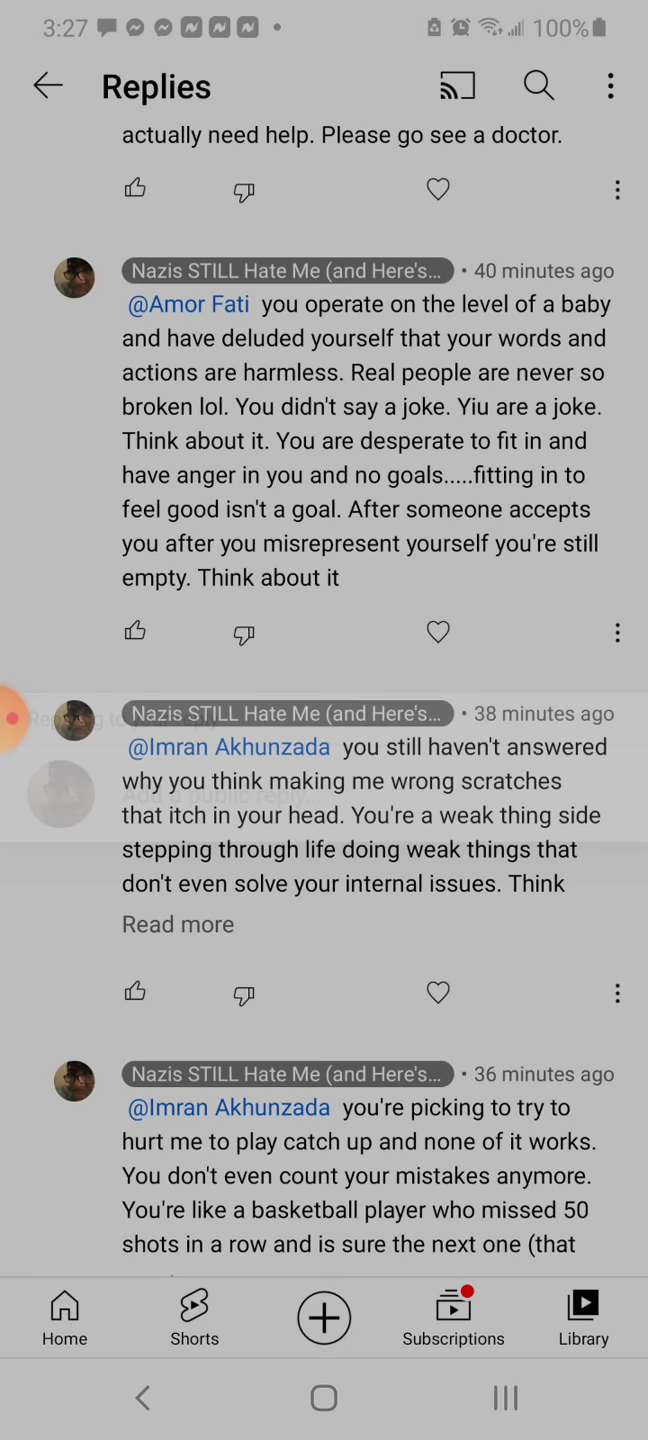 3:27
100%
Replies
actually need help. Please go see a doctor.
Nazis STILL Hate Me (and Here's... • 40 minutes ago
@Amor Fati you operate on the level of a baby
and have deluded yourself that your words and
actions are harmless. Real people are never so
broken lol. You didn't say a joke. Yiu are a joke.
Think about it. You are desperate to fit in and
have anger in you and no goals.....fitting in to
feel good isn't a goal. After someone accepts
you after you misrepresent yourself you're still
empty. Think about it
Nazis STILL Hate Me (and Here's... • 38 minutes ago
@Imran Akhunzada you still haven't answered
why you think making me wrong scratches
Add a public reply...
that itch in your head. You're a weak thing side
stepping through life doing weak things that
don't even solve your internal issues. Think
Read more
Nazis STILL Hate Me (and Here's... • 36 minutes ago
@Imran Akhunzada you're picking to try to
hurt me to play catch up and none of it works.
You don't even count your mistakes anymore.
You're like a basketball player who missed 50
shots in a row and is sure the next one (that
Home
Shorts
Subscriptions
Library